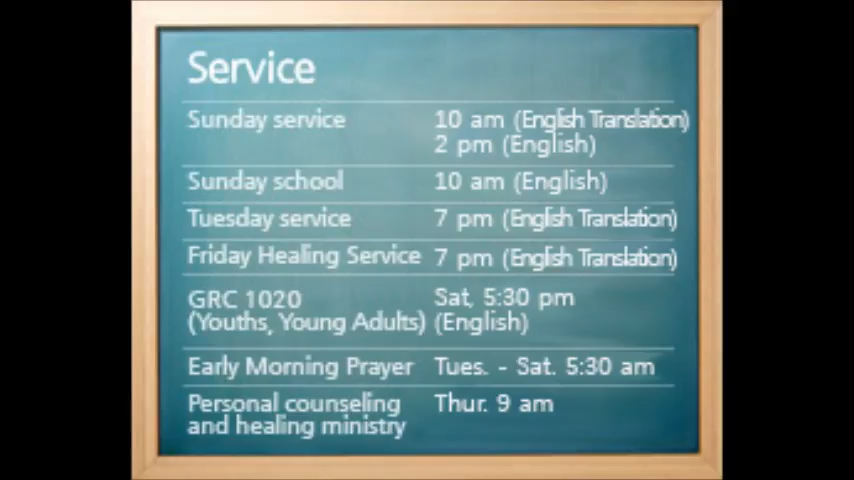 Service
Sunday service 10 am (English Translation)
2 pm (English)
Sunday school 10 am (English)
Tuesday service 7 pm (English Translation)
Friday Healing Service 7 pm (English Translation)
GRC 1020 Sat, 5:30 pm
(Youths, Young Adults) (English)
Early Morning Prayer Tues. - Sat. 5:30 am
Personal counseling Thur. 9 am
and healing ministry